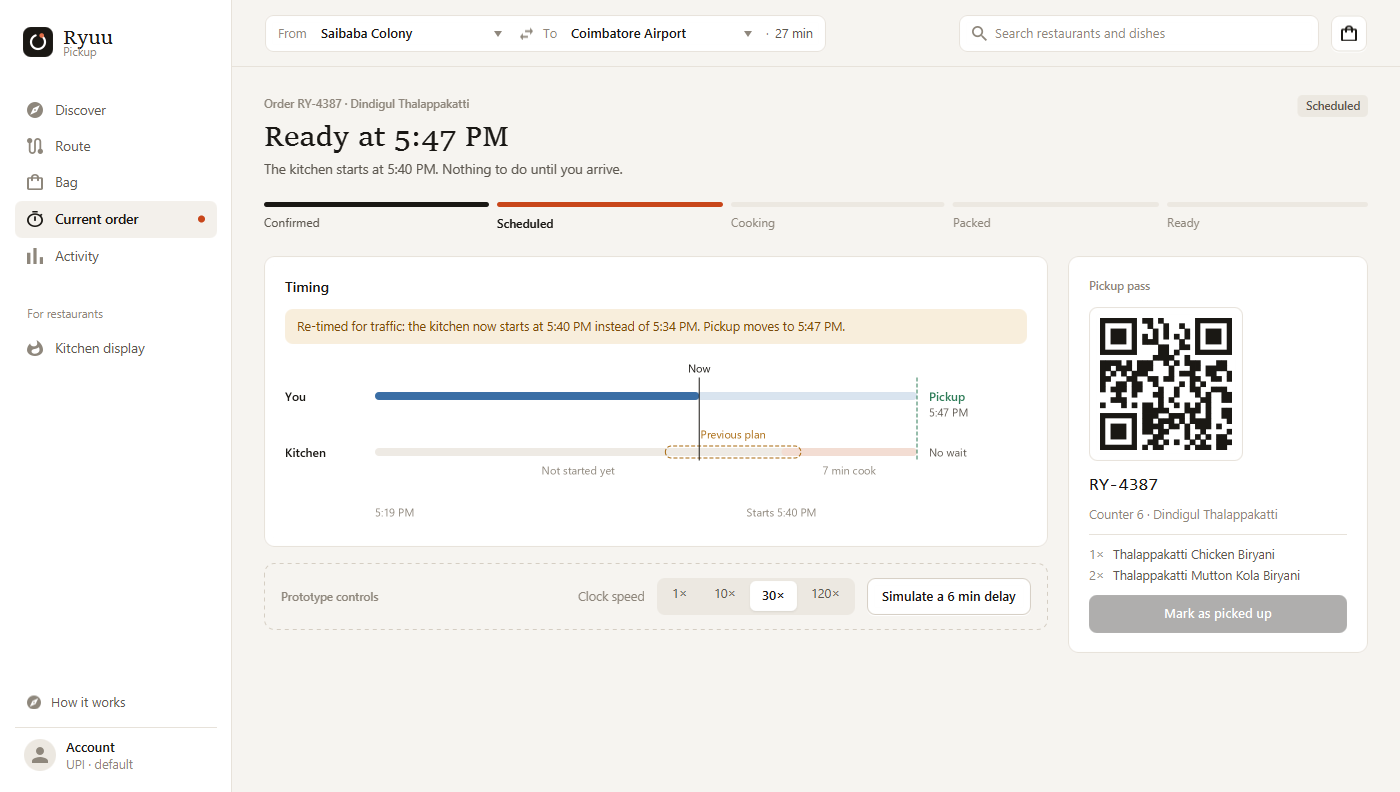 Ryuu
Pickup
From Saibaba Colony To Coimbatore Airport · 27 min
Search restaurants and dishes
Discover
Route
Bag
Current order
Activity
For restaurants
Kitchen display
How it works
Account
UPI · default
Order RY-4387 · Dindigul Thalappakatti
Scheduled
Ready at 5:47 PM
The kitchen starts at 5:40 PM. Nothing to do until you arrive.
Confirmed
Scheduled
Cooking
Packed
Ready
Timing
Re-timed for traffic: the kitchen now starts at 5:40 PM instead of 5:34 PM. Pickup moves to 5:47 PM.
Now
You
Pickup
5:47 PM
Previous plan
Kitchen
No wait
Not started yet
7 min cook
5:19 PM
Starts 5:40 PM
Prototype controls
Clock speed
1×
10×
30×
120×
Simulate a 6 min delay
Pickup pass
RY-4387
Counter 6 · Dindigul Thalappakatti
1× Thalappakatti Chicken Biryani
2× Thalappakatti Mutton Kola Biryani
Mark as picked up